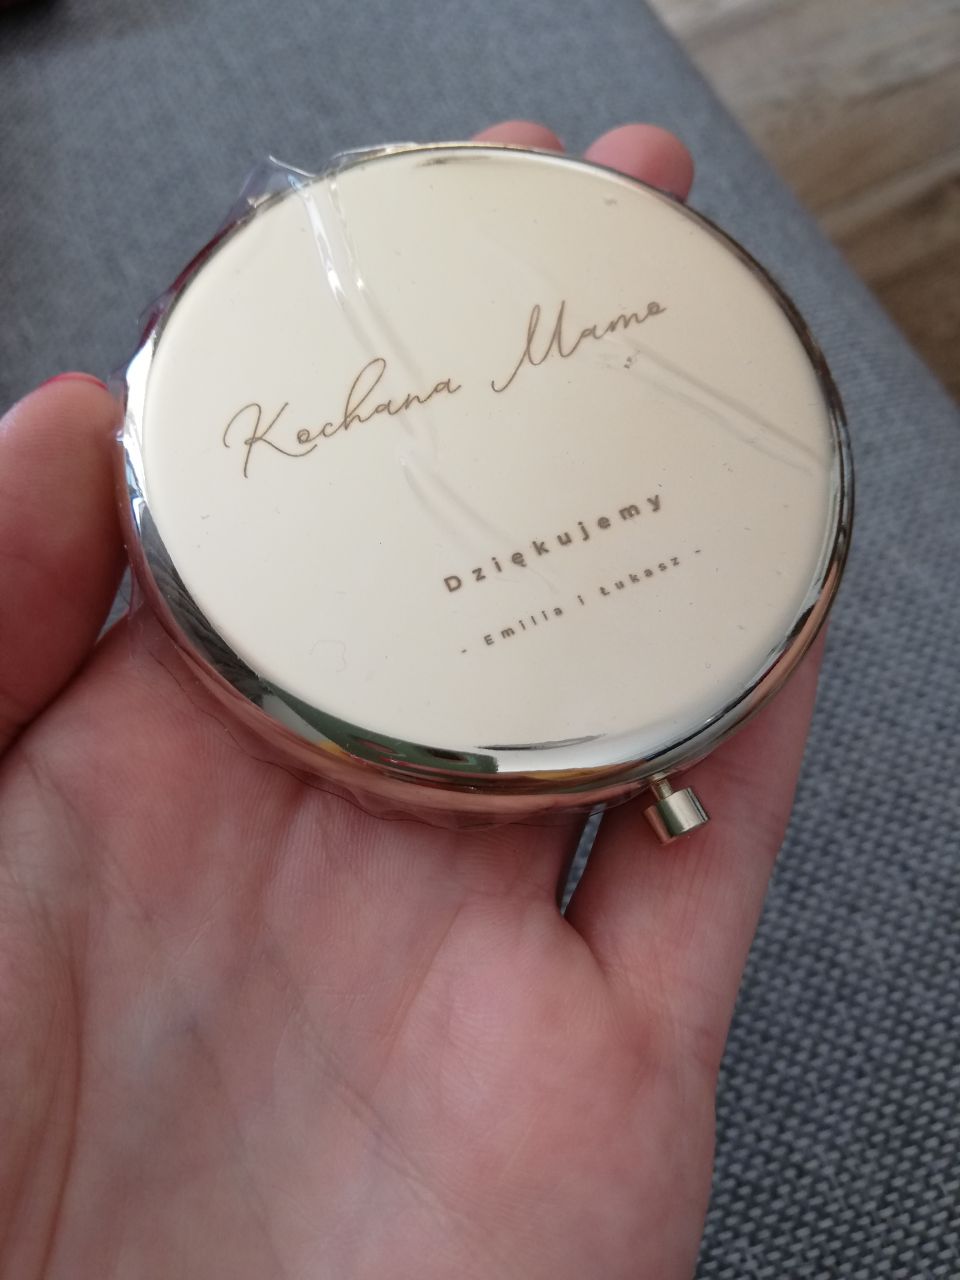 Kochana Mamo
Dziękujemy
- Emilia i Łukasz -